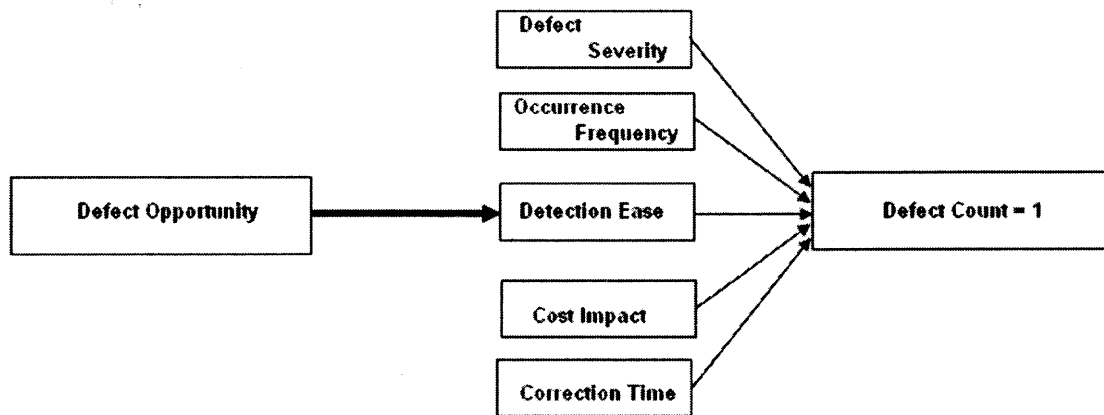 Defect
Severity
Occurrence
Frequency
Defect Opportunity
Detection Ease
Defect Count = 1
Cost Impact
Correction Time